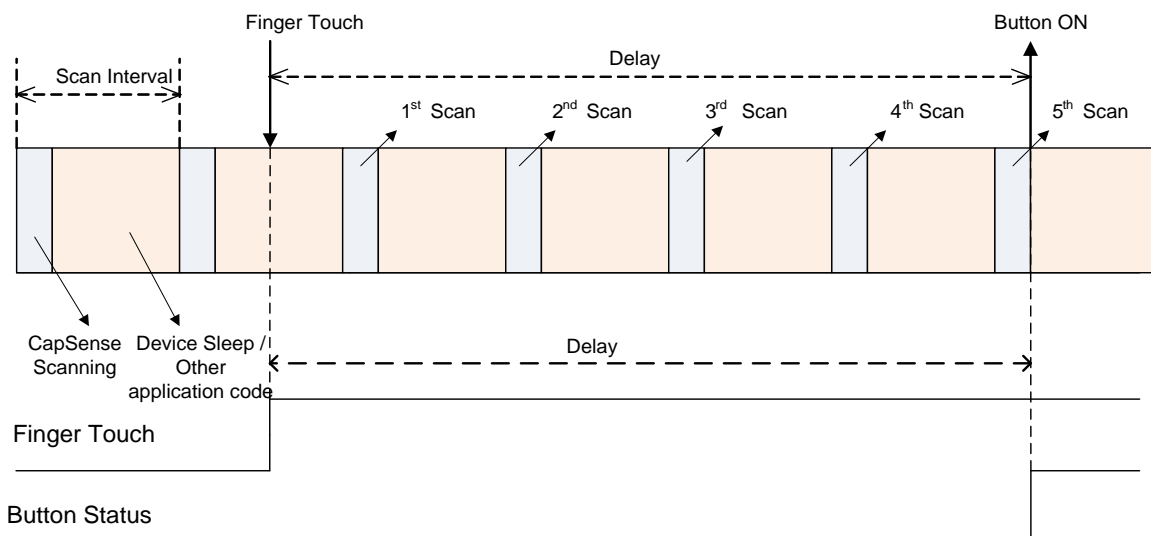 Finger Touch
Button ON
Scan Interval
Delay
1st Scan
2nd Scan
3rd Scan
4th Scan
5th Scan
CapSense
Scanning
Device Sleep /
Other
application code
Delay
Finger Touch
Button Status